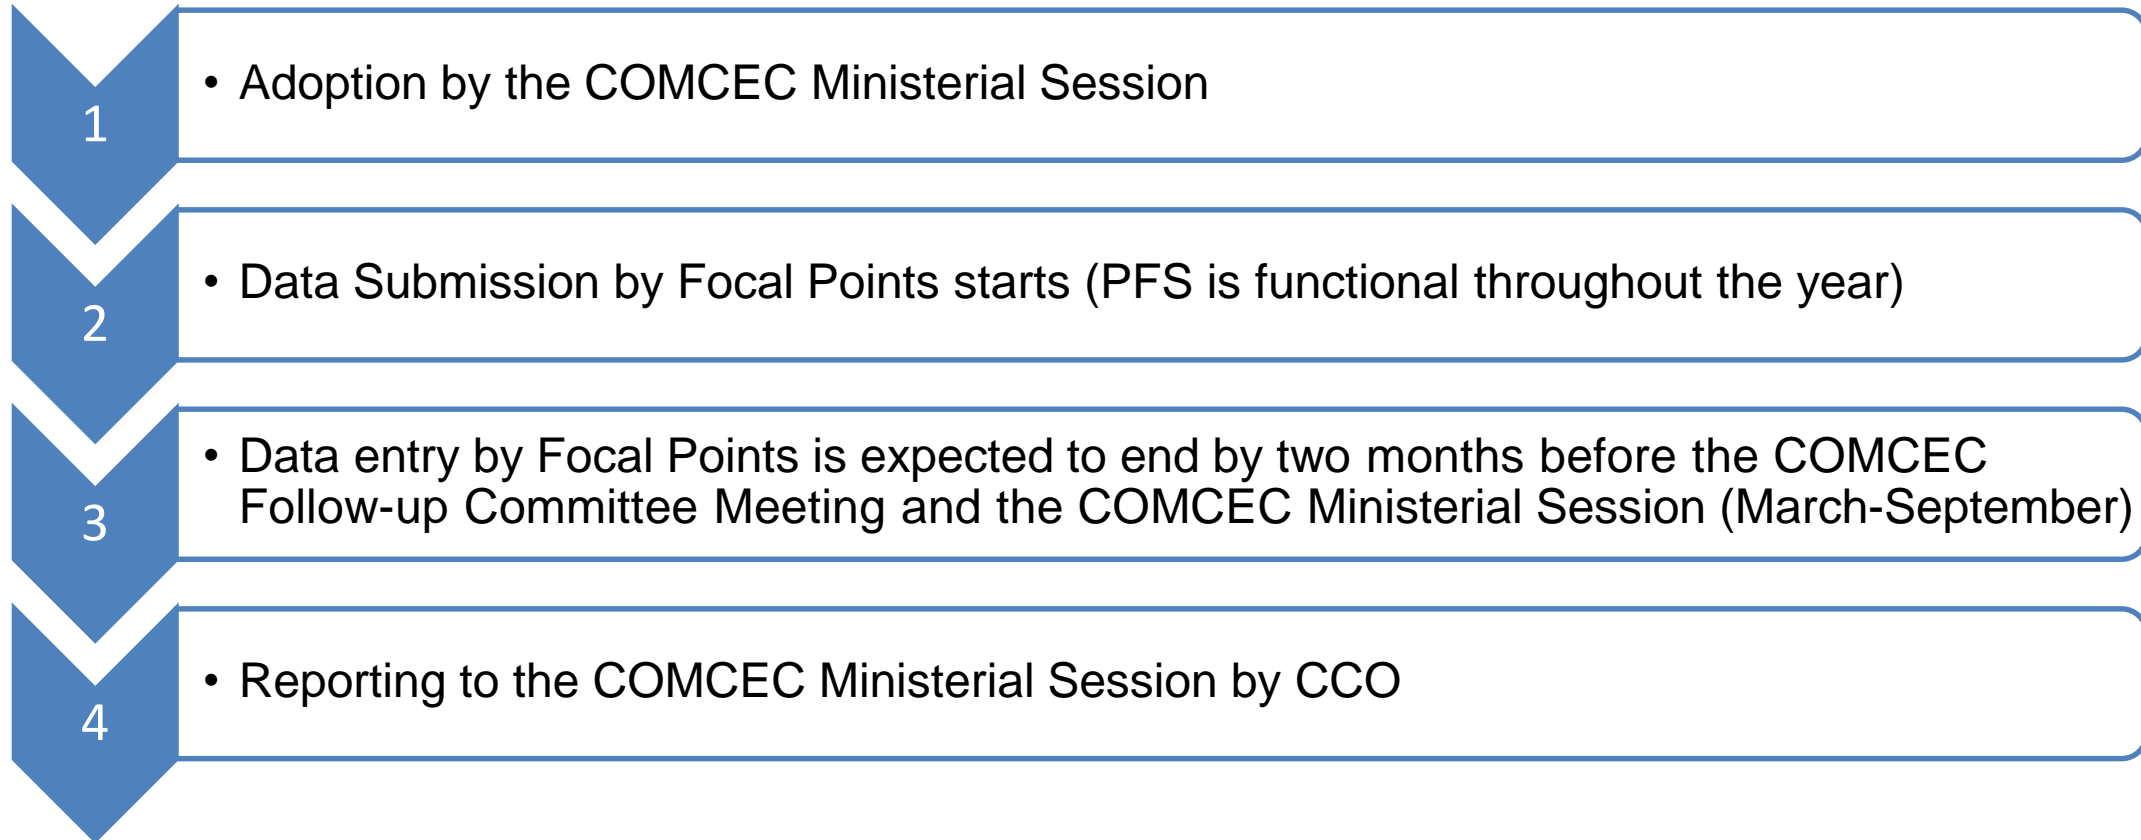 1
• Adoption by the COMCEC Ministerial Session
2
• Data Submission by Focal Points starts (PFS is functional throughout the year)
3
• Data entry by Focal Points is expected to end by two months before the COMCEC
Follow-up Committee Meeting and the COMCEC Ministerial Session (March-September)
4
• Reporting to the COMCEC Ministerial Session by CCO